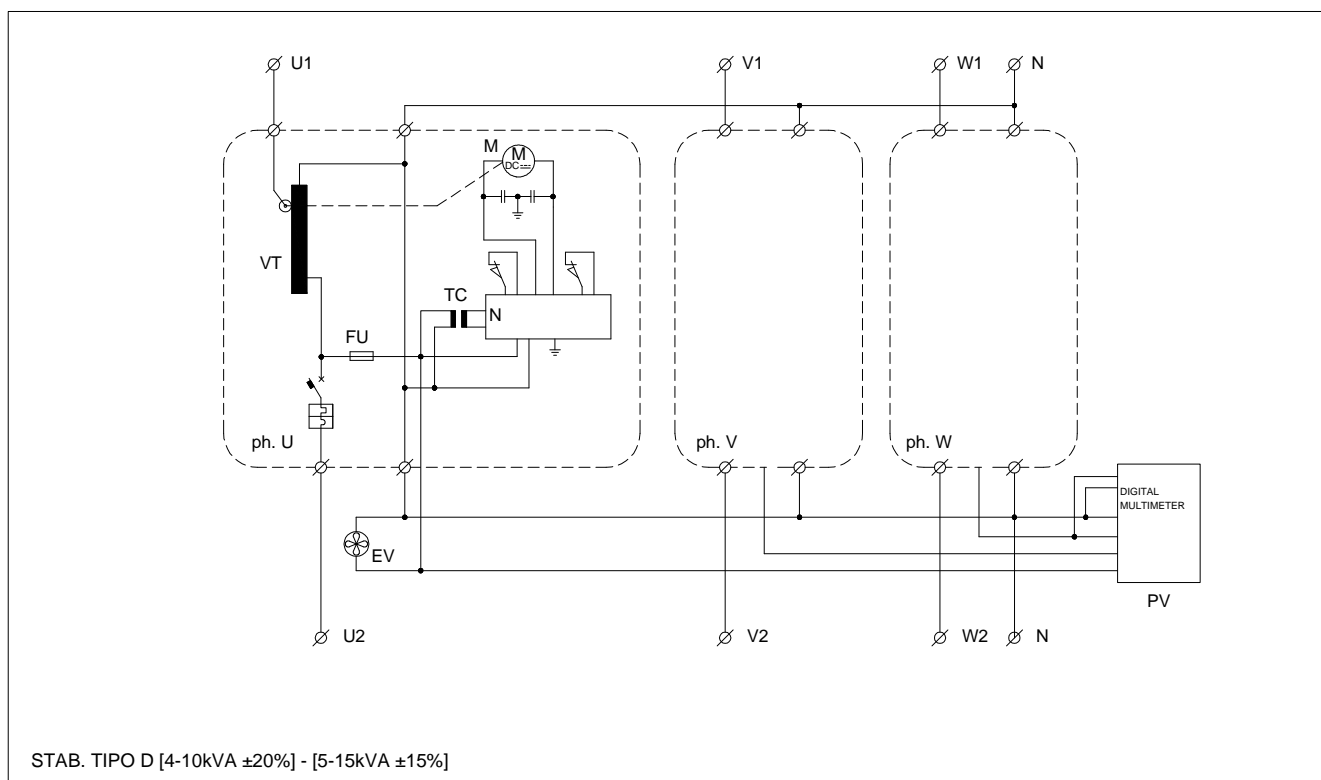 U1
V1
W1
N
M
M
DC
VT
TC
N
FU
ph. U
ph. V
ph. W
DIGITAL
MULTIMETER
EV
PV
U2
V2
W2
N
STAB. TIPO D [4-10kVA ±20%] - [5-15kVA ±15%]